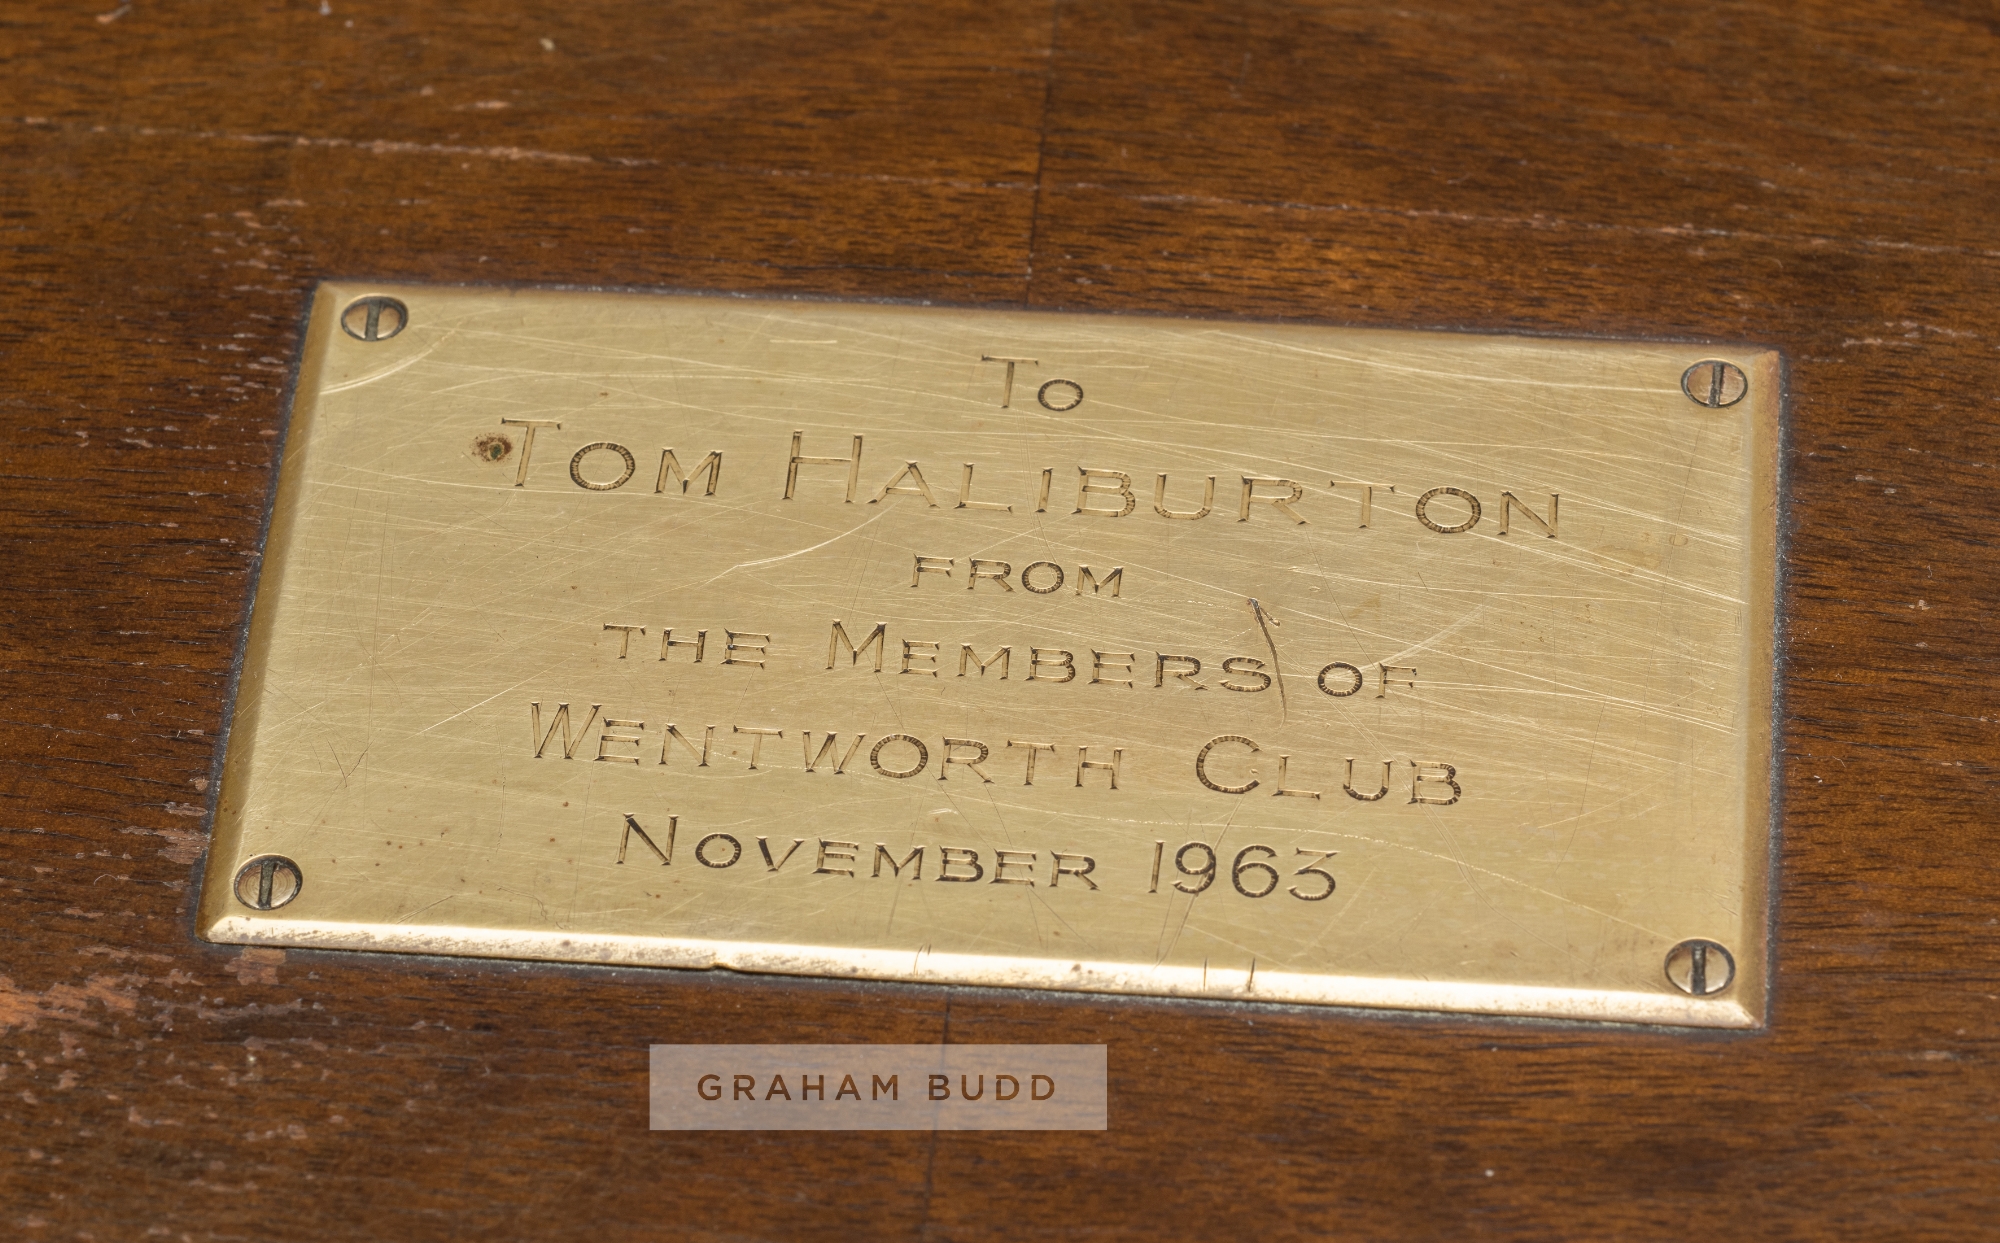 To
Tom Haliburton
from
the Members of
Wentworth Club
November 1963
GRAHAM BUDD